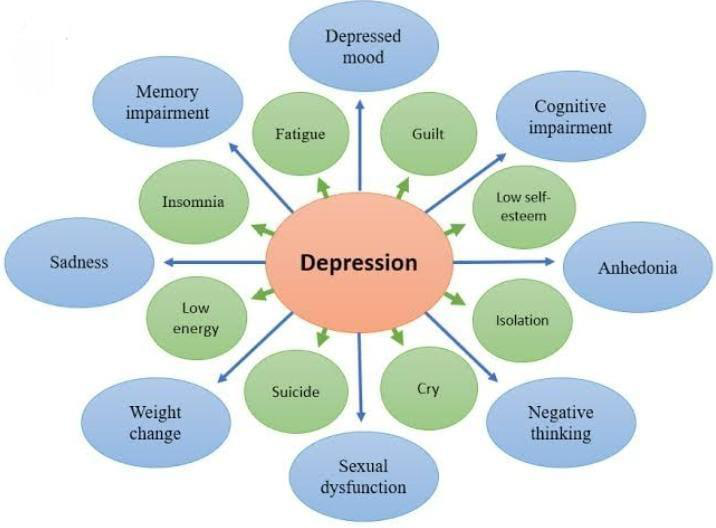 Depressed
mood
Memory
impairment
Cognitive
impairment
Fatigue
Guilt
Insomnia
Low self-
esteem
Sadness
Depression
Anhedonia
Low
energy
Isolation
Suicide
Cry
Weight
change
Negative
thinking
Sexual
dysfunction